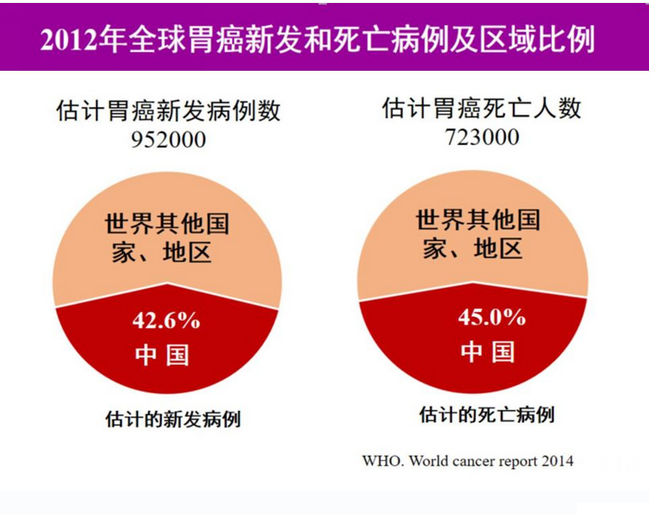 2012年全球胃癌新发和死亡病例及区域比例
估计胃癌新发病例数
952000
世界其他国
家、地区
42.6%
中国
估计的新发病例
估计胃癌死亡人数
723000
世界其他国
家、地区
45.0%
中国
估计的死亡病例
WHO. World cancer report 2014